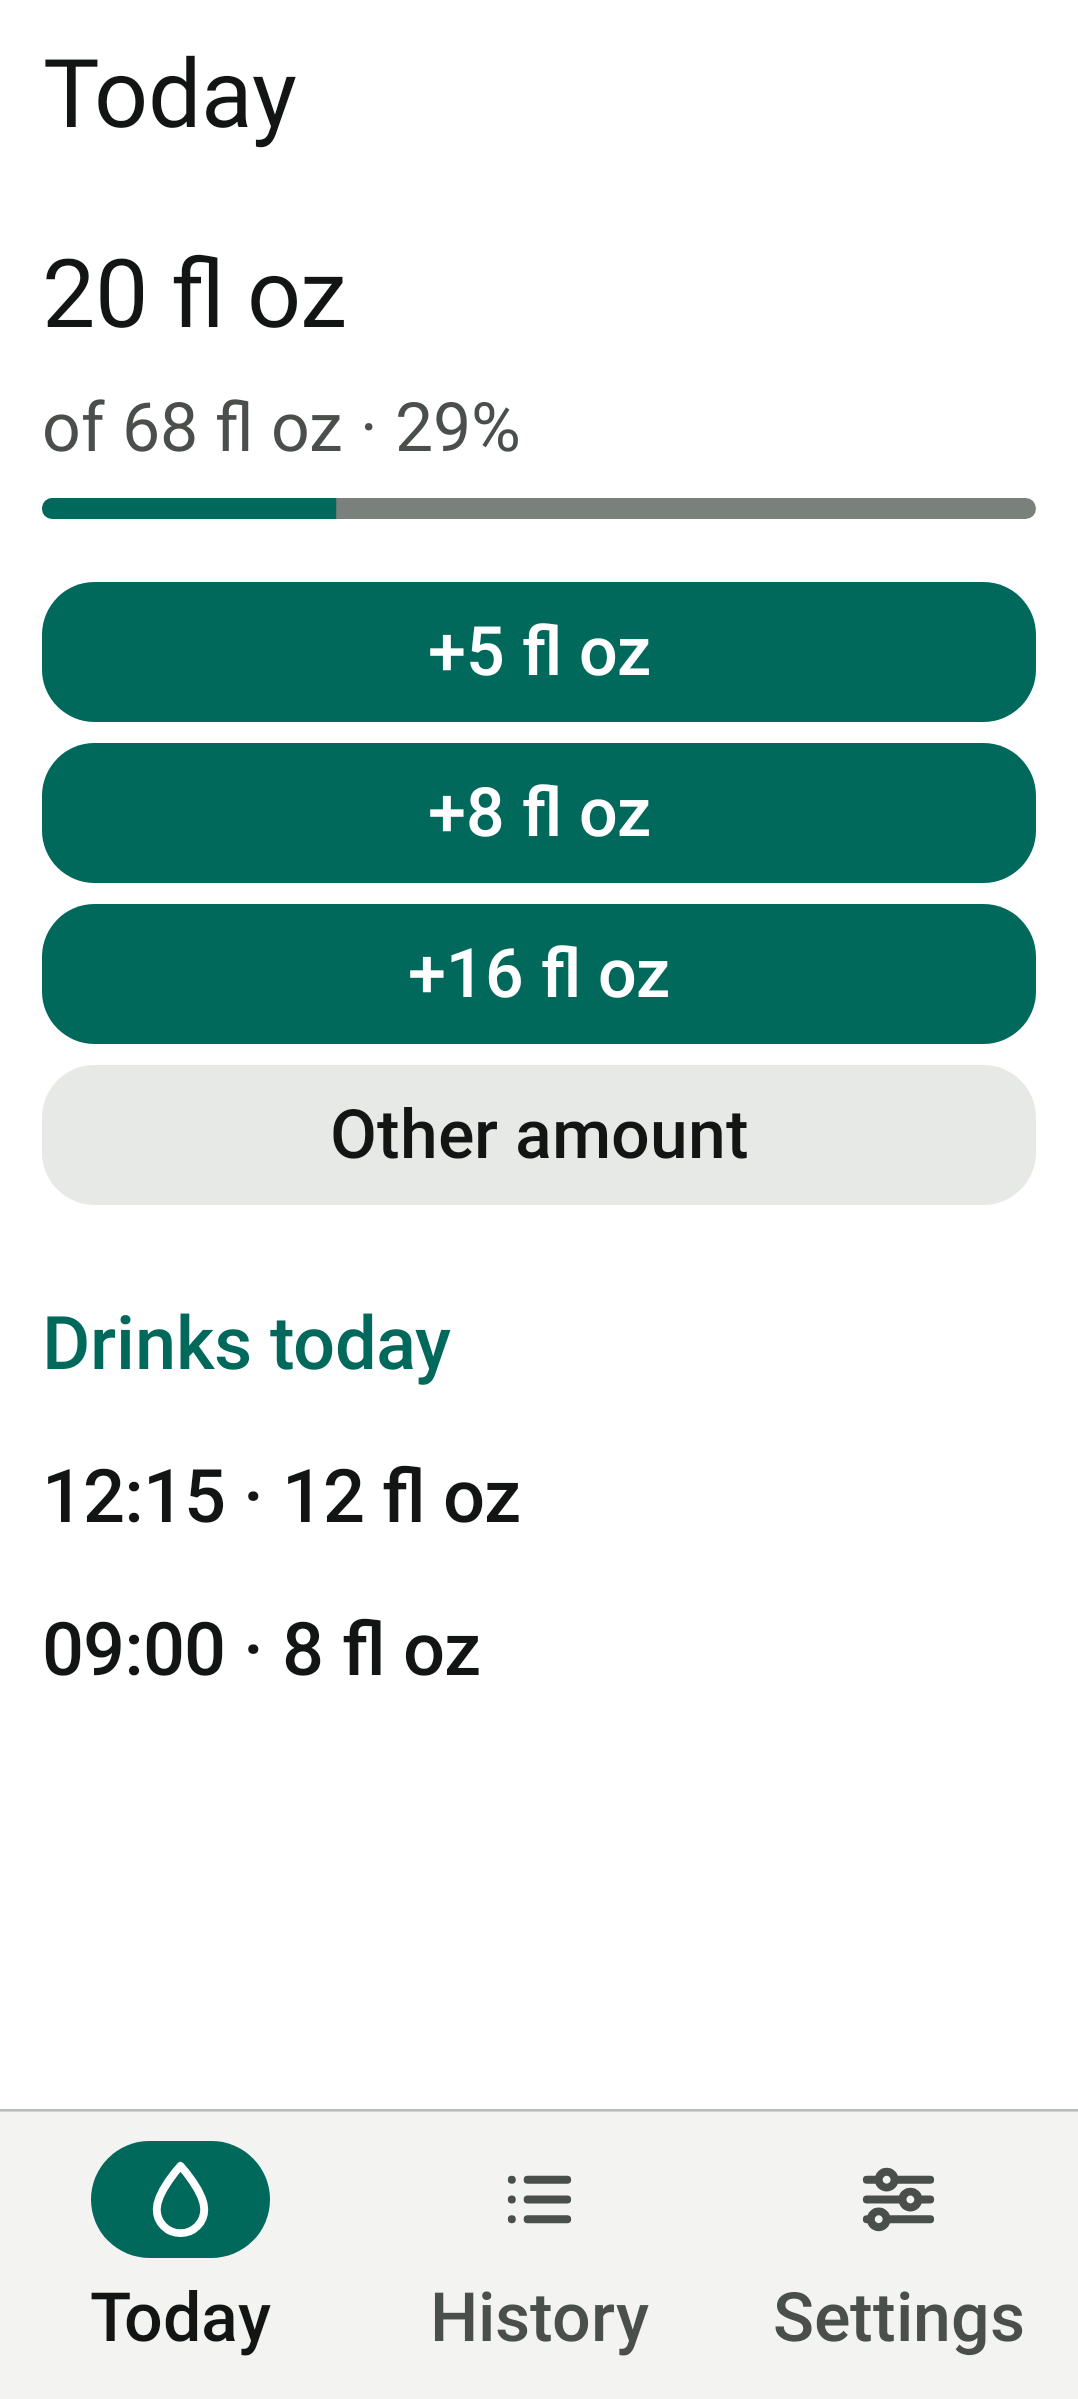 Today
20 fl oz
of 68 fl oz · 29%
+5 fl oz
+8 fl oz
+16 fl oz
Other amount
Drinks today
12:15 · 12 fl oz
09:00 · 8 fl oz
Today
History
Settings